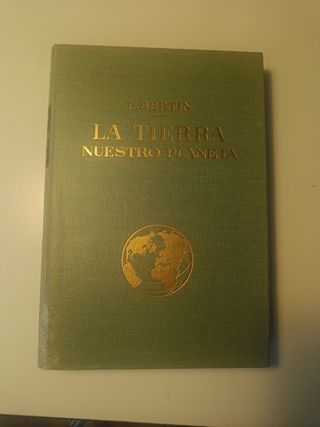 L. BERTIN
LA TIERRA
NUESTRO PLANETA